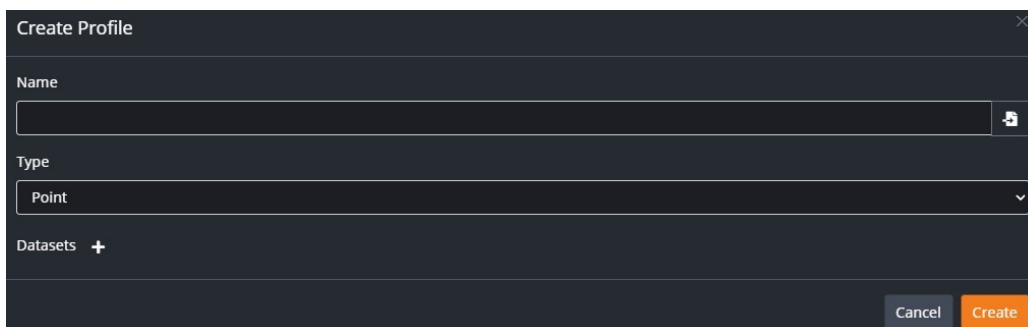 Create Profile
Name
Type
Point
Datasets +
Cancel Create